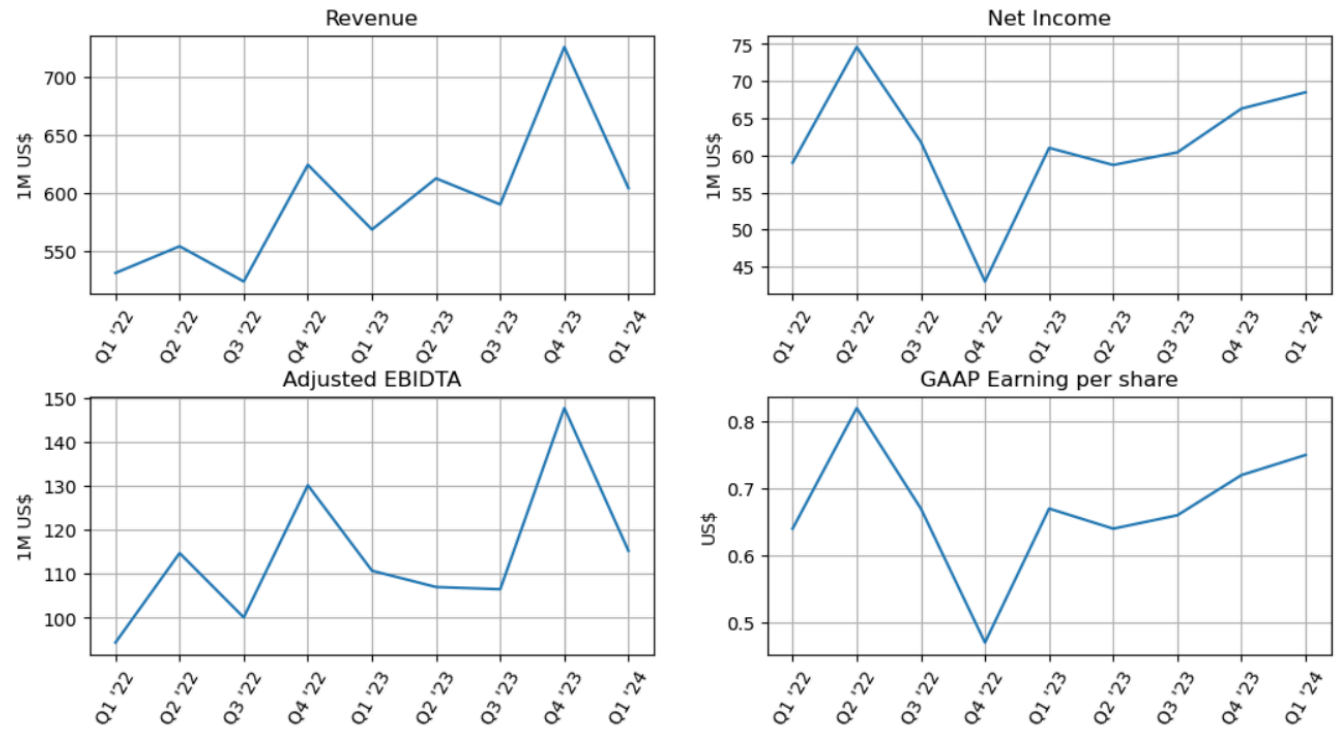 Revenue
1M US$
700
650
600
550
Q1 '22
Q2 '22
Q3 '22
Q4 '22
Q1 '23
Q2 '23
Q3 '23
Q4 '23
Q1 '24
Net Income
1M US$
75
70
65
60
55
50
45
Q1 '22
Q2 '22
Q3 '22
Q4 '22
Q1 '23
Q2 '23
Q3 '23
Q4 '23
Q1 '24
Adjusted EBIDTA
1M US$
150
140
130
120
110
100
Q1 '22
Q2 '22
Q3 '22
Q4 '22
Q1 '23
Q2 '23
Q3 '23
Q4 '23
Q1 '24
GAAP Earning per share
US$
0.8
0.7
0.6
0.5
Q1 '22
Q2 '22
Q3 '22
Q4 '22
Q1 '23
Q2 '23
Q3 '23
Q4 '23
Q1 '24